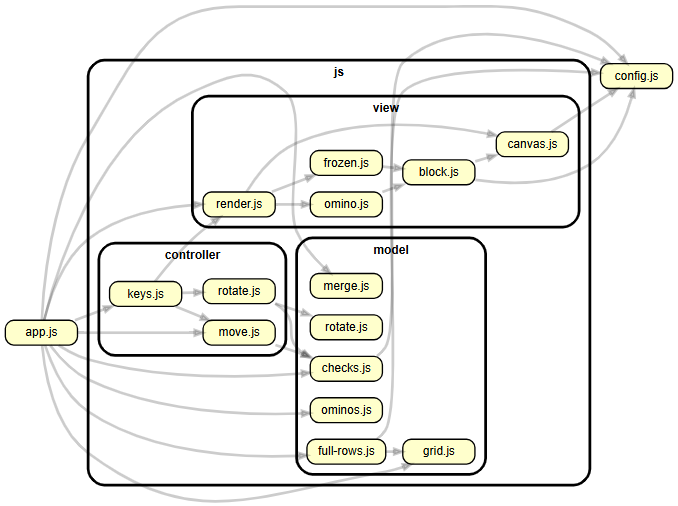 js
config.js
view
canvas.js
frozen.js
block.js
render.js
omino.js
controller
model
keys.js
rotate.js
merge.js
app.js
move.js
rotate.js
checks.js
ominos.js
full-rows.js
grid.js